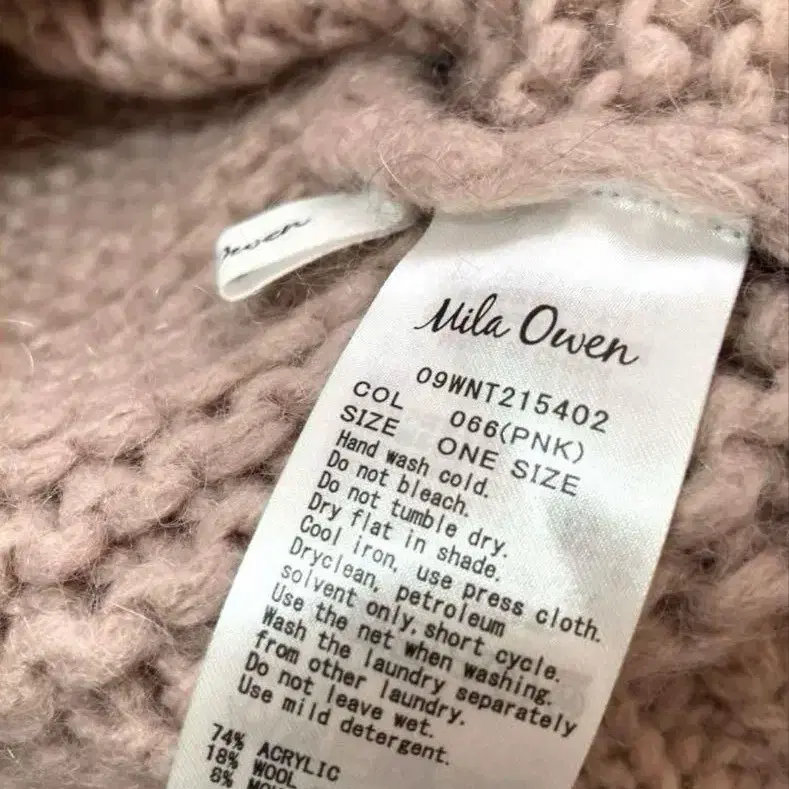 Owen
Mila Owen
09WNT215402
COL 066(PNK)
SIZE ONE SIZE
Hand wash cold.
Do not bleach.
Do not tumble dry.
Dry flat in shade.
Cool iron, use press cloth.
Dryclean, petroleum
solvent only, short cycle.
Use the net when washing.
Wash the laundry separately
from other laundry.
Do not leave wet.
Use mild detergent.
74% ACRYLIC
18% WOOL
8%